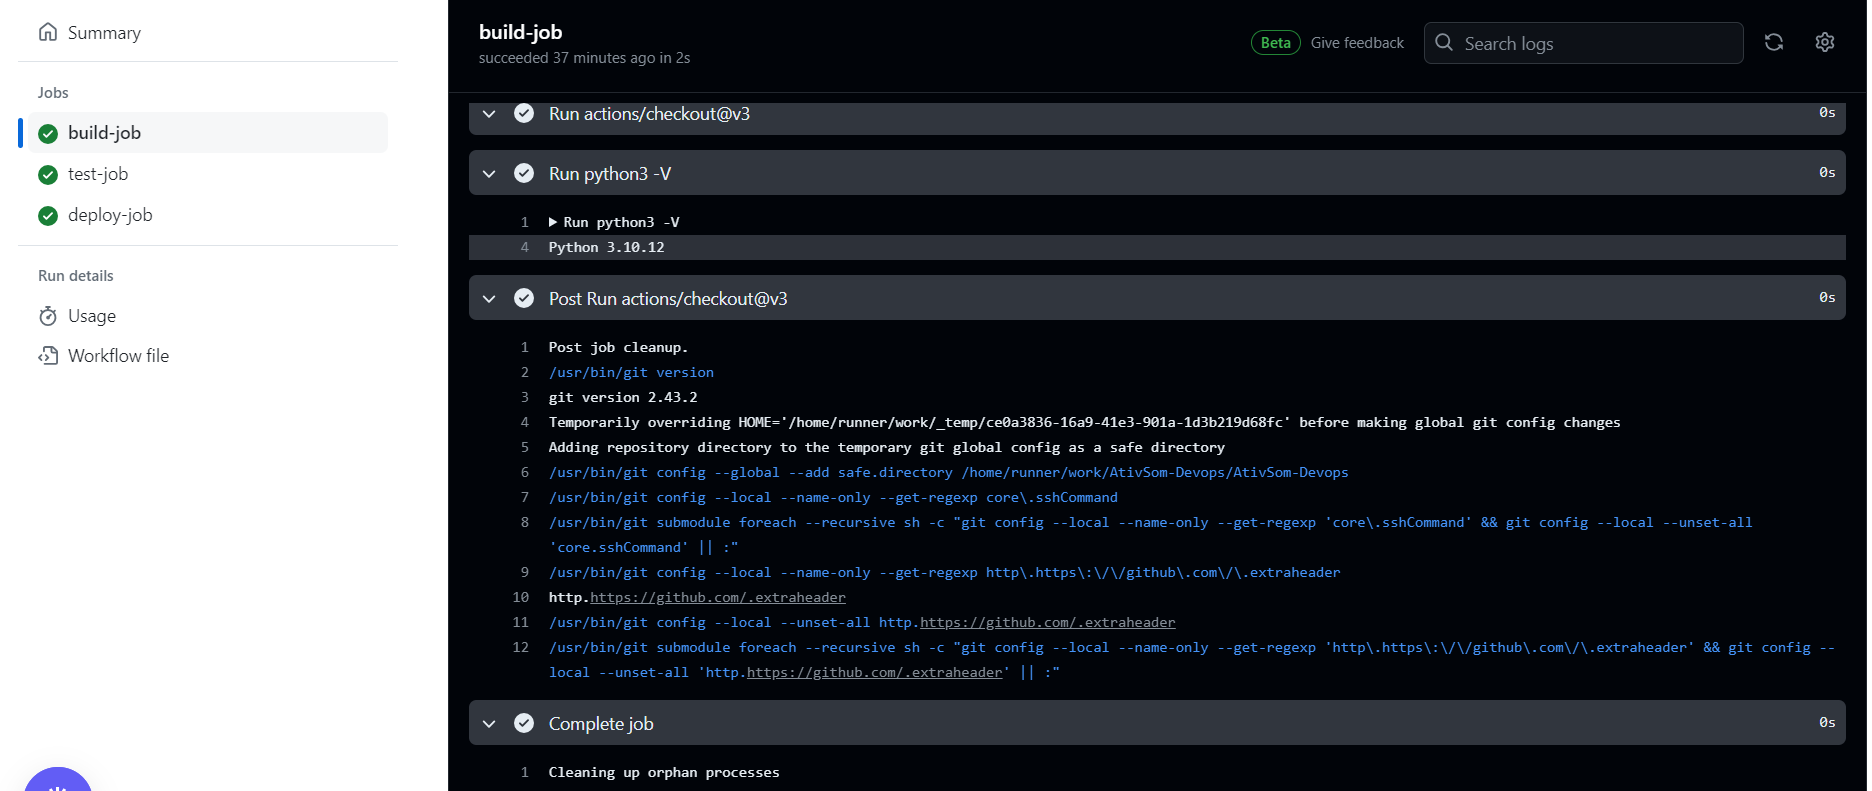 Summary
Jobs
build-job
test-job
deploy-job
Run details
Usage
Workflow file
build-job
succeeded 37 minutes ago in 2s
Beta Give feedback Search logs
Run actions/checkout@v3 0s
Run python3 -V 0s
1 Run python3 -V
4 Python 3.10.12
Post Run actions/checkout@v3 0s
1 Post job cleanup.
2 /usr/bin/git version
3 git version 2.43.2
4 Temporarily overriding HOME='/home/runner/work/_temp/ce0a3836-16a9-41e3-901a-1d3b219d68fc' before making global git config changes
5 Adding repository directory to the temporary git global config as a safe directory
6 /usr/bin/git config --global --add safe.directory /home/runner/work/AtivSom-Devops/AtivSom-Devops
7 /usr/bin/git config --local --name-only --get-regexp core\.sshCommand
8 /usr/bin/git submodule foreach --recursive sh -c "git config --local --name-only --get-regexp 'core\.sshCommand' && git config --local --unset-all
'core.sshCommand' || :"
9 /usr/bin/git config --local --name-only --get-regexp http\.https\:\/\/github\.com\/\.extraheader
10 http.https://github.com/.extraheader
11 /usr/bin/git config --local --unset-all http.https://github.com/.extraheader
12 /usr/bin/git submodule foreach --recursive sh -c "git config --local --name-only --get-regexp 'http\.https\:\/\/github\.com\/\.extraheader' && git config --
local --unset-all 'http.https://github.com/.extraheader' || :"
Complete job 0s
1 Cleaning up orphan processes